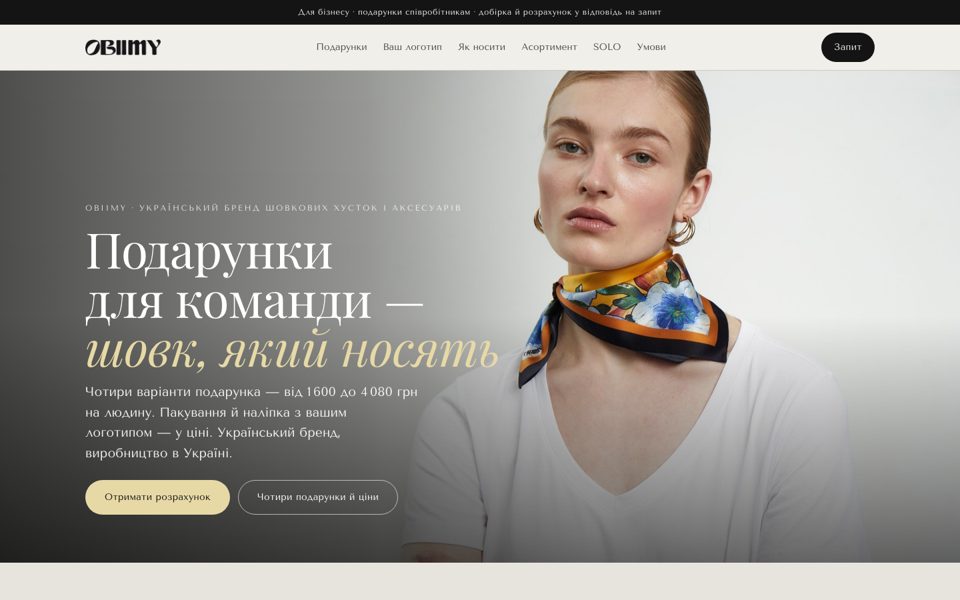 Для бізнесу · подарунки співробітникам · добірка й розрахунок у відповідь на запит
OBIIMY
Подарунки Ваш логотип Як носити Асортимент SOLO Умови
Запит
OBIIMY · УКРАЇНСЬКИЙ БРЕНД ШОВКОВИХ ХУСТОК І АКСЕСУАРІВ
Подарунки
для команди —
шовк, який носять
Чотири варіанти подарунка — від 1 600 до 4 080 грн
на людину. Пакування й наліпка з вашим
логотипом — у ціні. Український бренд,
виробництво в Україні.
Отримати розрахунок
Чотири подарунки й ціни